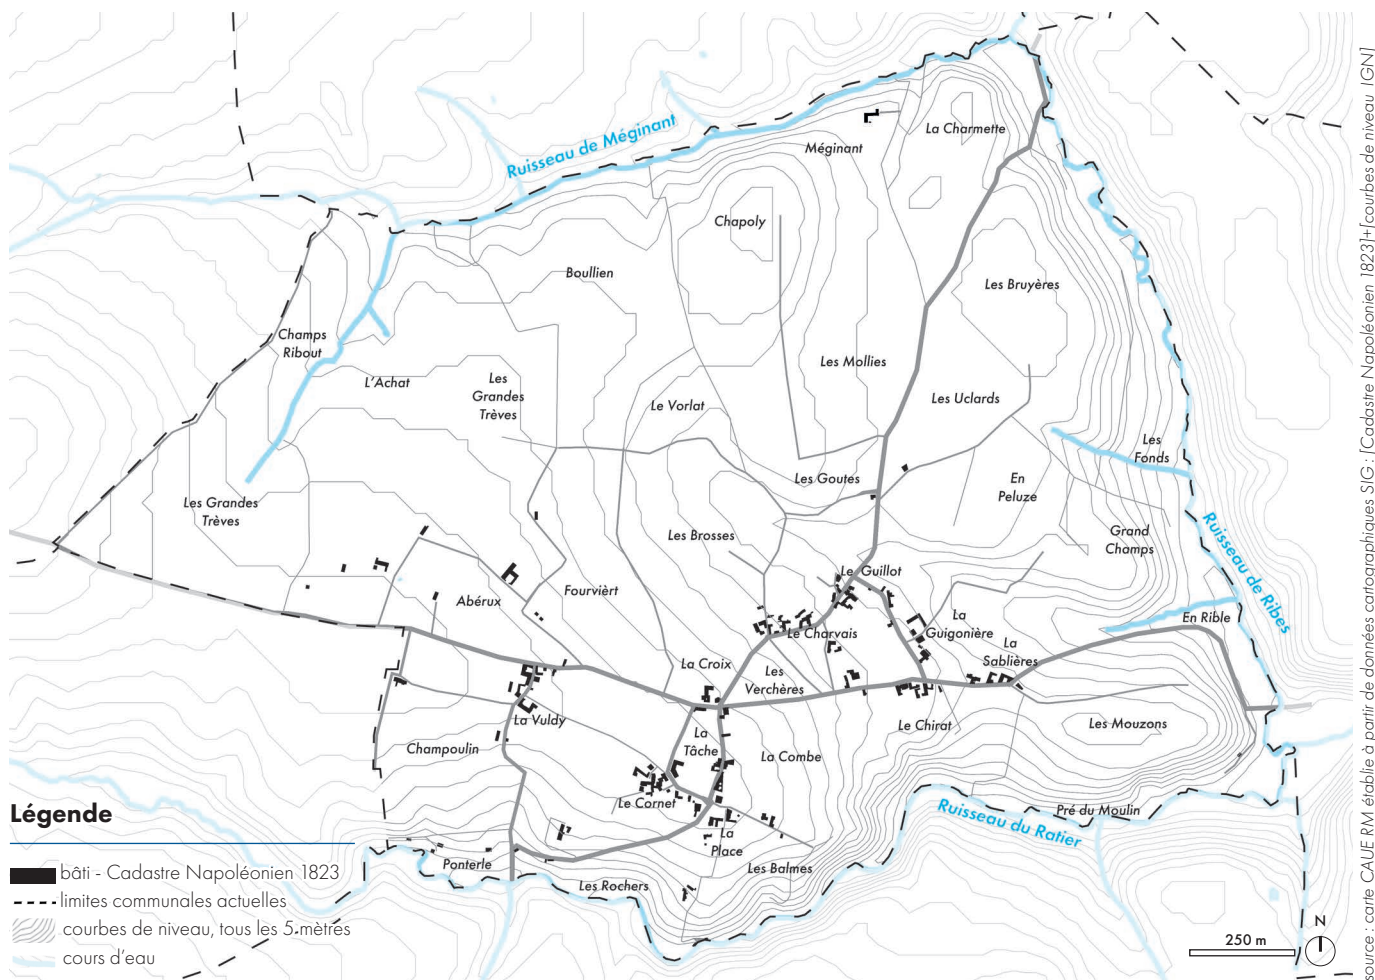 Ruisseau de Méginant
La Charmette
Méginant
Chapoly
Boullien
Les Bruyères
Champs
Ribout
L'Achat
Les
Grandes
Trèves
Les Mollies
Le Vorlat
Les Uclards
Les
Fonds
Les Goutes
En
Peluze
Les Grandes
Trèves
Les Brosses
Grand
Champs
Ruisseau de Ribes
Le Guillot
Abérux
Fourvièrt
La
Guigonière
En Rible
Le Charvais
La
Sablières
La Croix
Les
Verchères
La Vuldy
Le Chirat
Les Mouzons
La
Tâche
Champoulin
La Combe
Le Cornet
Pré du Moulin
Ruisseau du Ratier
La
Place
Ponterle
Les Balmes
Les Rochers
Légende
bâti - Cadastre Napoléonien 1823
limites communales actuelles
courbes de niveau, tous les 5 mètres
cours d'eau
250 m
N
source : carte CAUE RM établie à partir de données cartographiques SIG : [Cadastre Napoléonien 1823]+[courbes de niveau IGN]